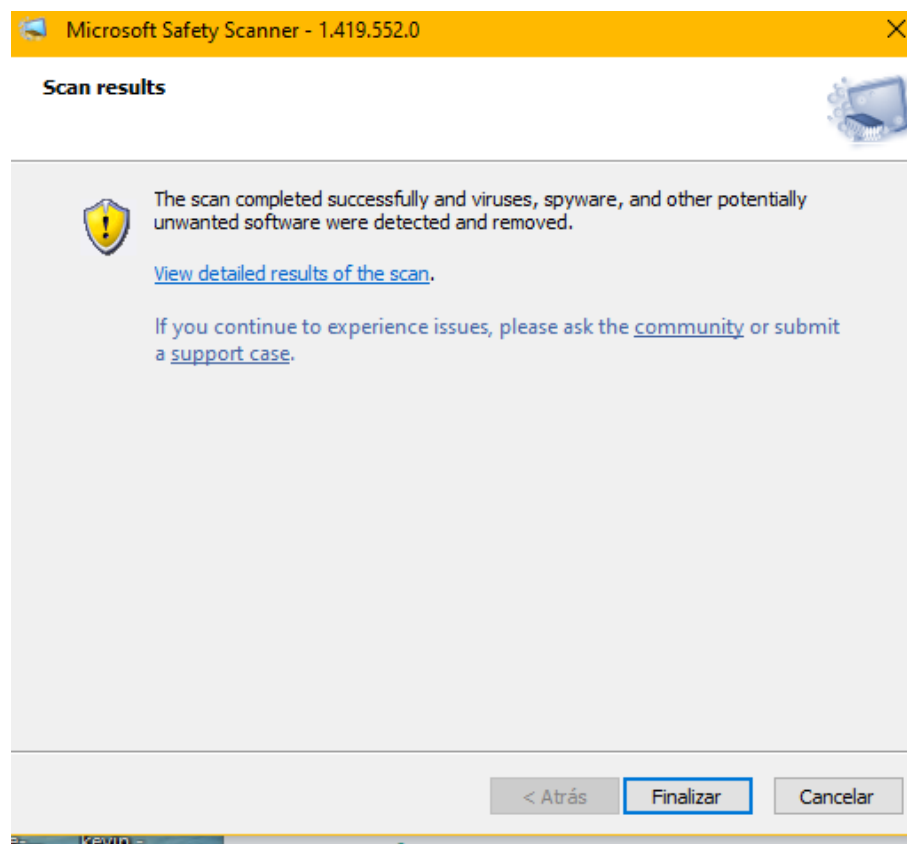 Microsoft Safety Scanner - 1.419.552.0
Scan results
The scan completed successfully and viruses, spyware, and other potentially
unwanted software were detected and removed.
View detailed results of the scan.
If you continue to experience issues, please ask the community or submit
a support case.
< Atrás Finalizar Cancelar
kevin -